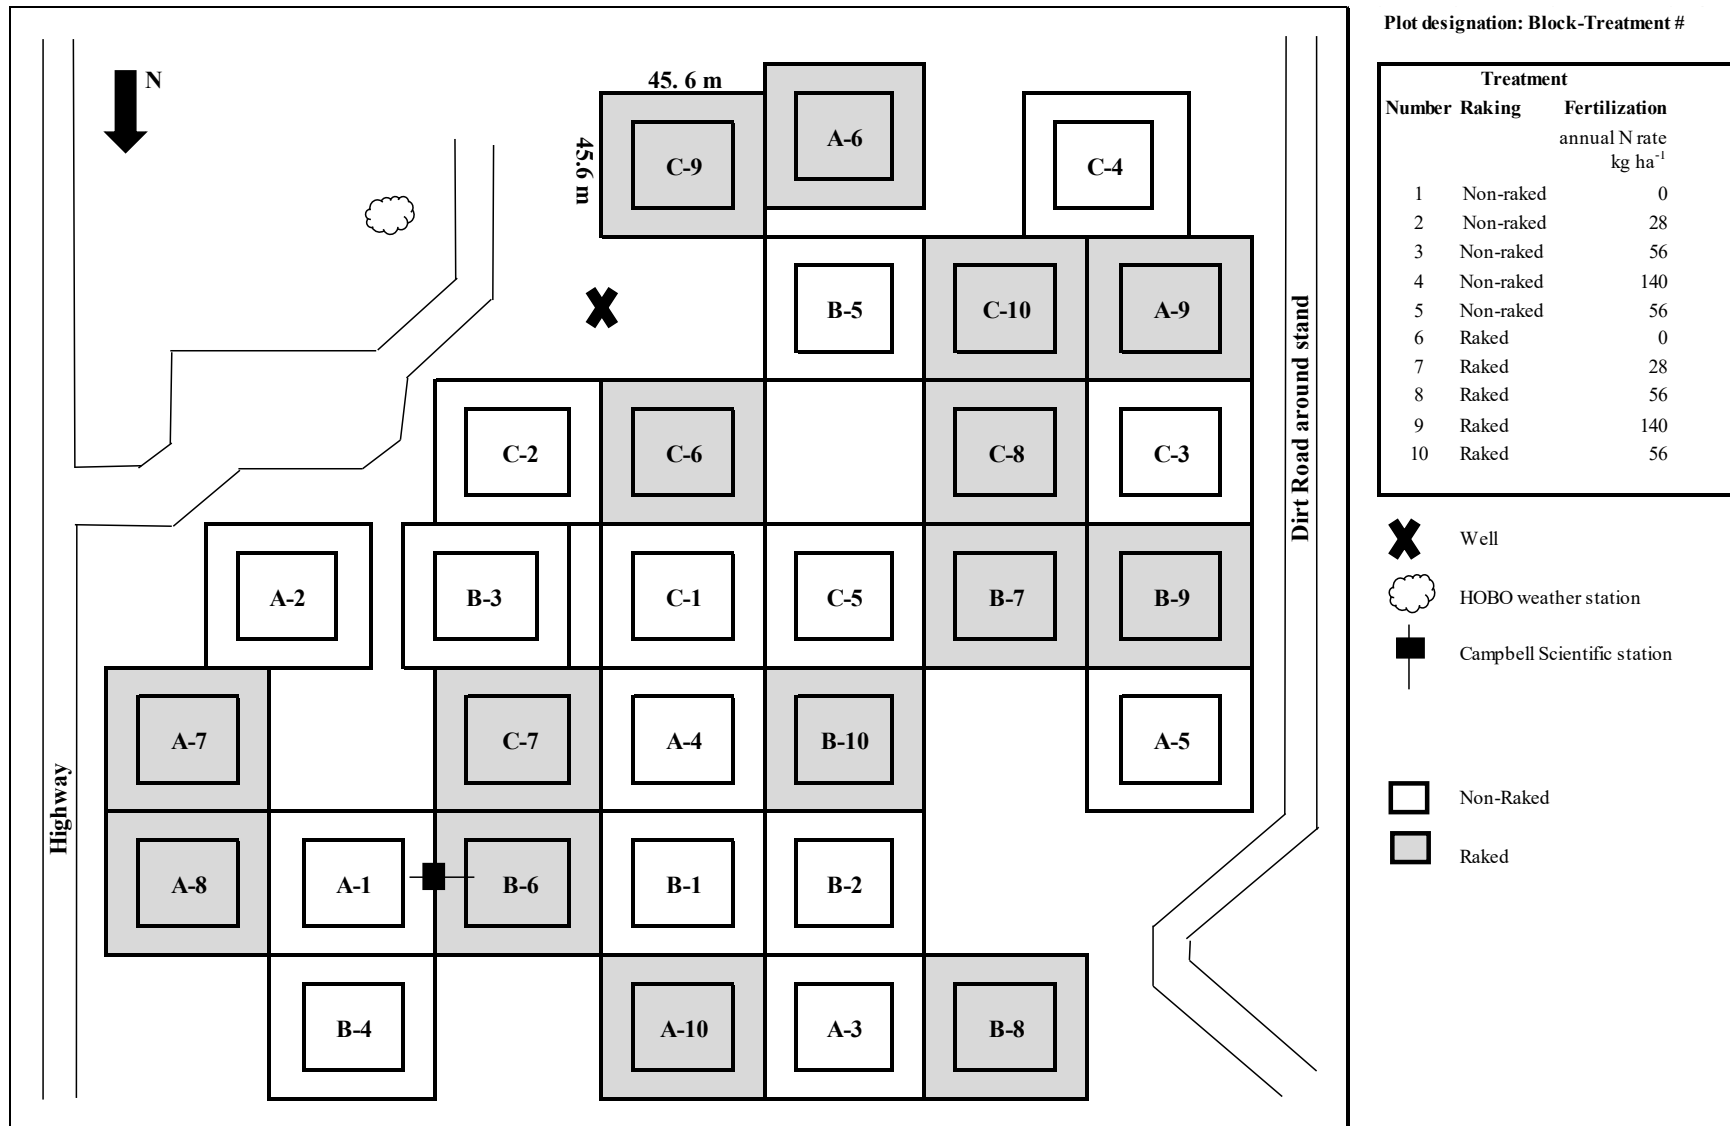 Plot designation: Block-Treatment #
N
45. 6 m
45.6 m
C-9
A-6
C-4
B-5
C-10
A-9
C-2
C-6
C-8
C-3
A-2
B-3
C-1
C-5
B-7
B-9
A-7
C-7
A-4
B-10
A-5
A-8
A-1
B-6
B-1
B-2
B-4
A-10
A-3
B-8
Highway
Dirt Road around stand
Treatment
Number Raking Fertilization
annual N rate
kg ha-1
1 Non-raked 0
2 Non-raked 28
3 Non-raked 56
4 Non-raked 140
5 Non-raked 56
6 Raked 0
7 Raked 28
8 Raked 56
9 Raked 140
10 Raked 56
Well
HOBO weather station
Campbell Scientific station
Non-Raked
Raked